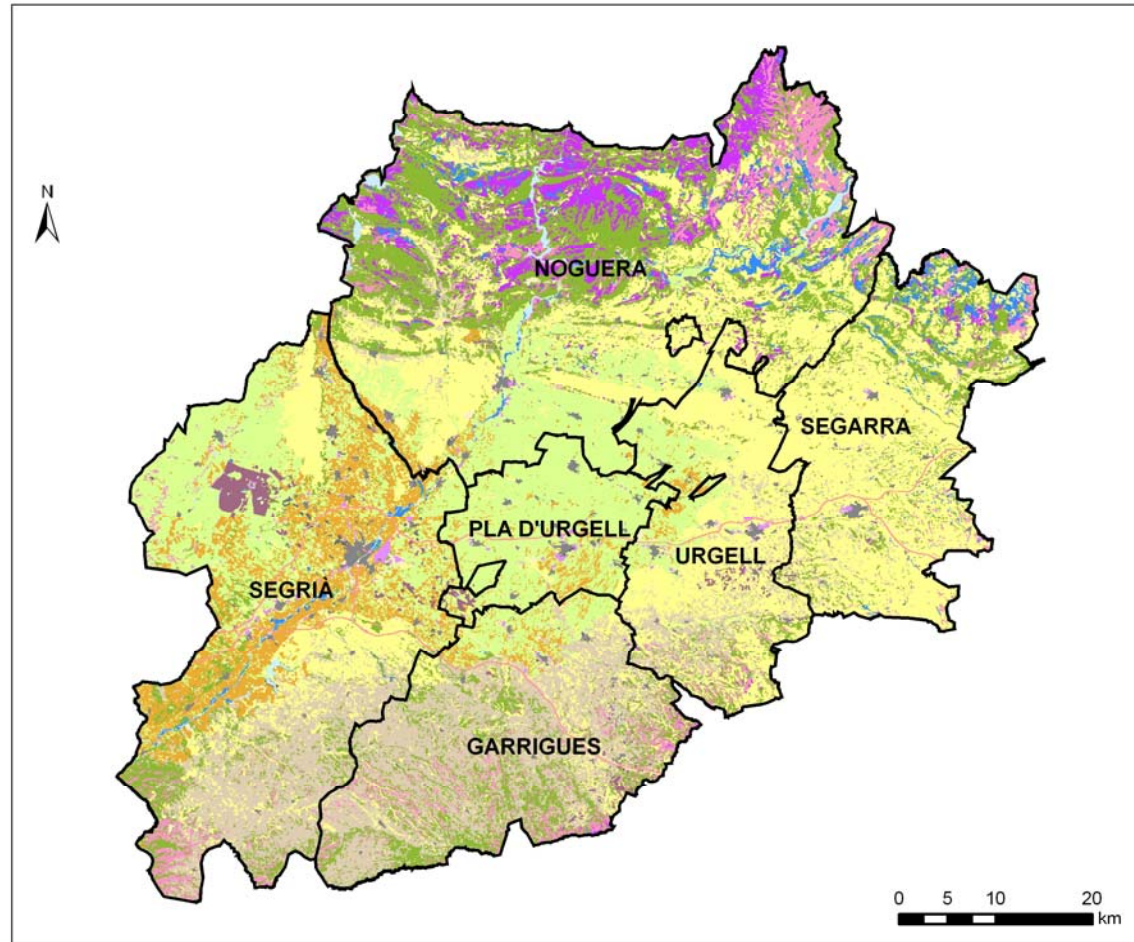 N
NOGUERA
SEGARRA
PLA D'URGELL
URGELL
SEGRIÀ
GARRIGUES
0 5 10 20
km